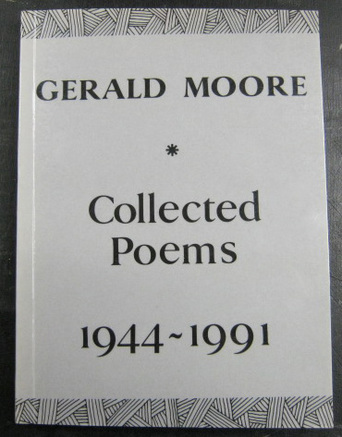 GERALD MOORE
*
Collected
Poems
1944~1991